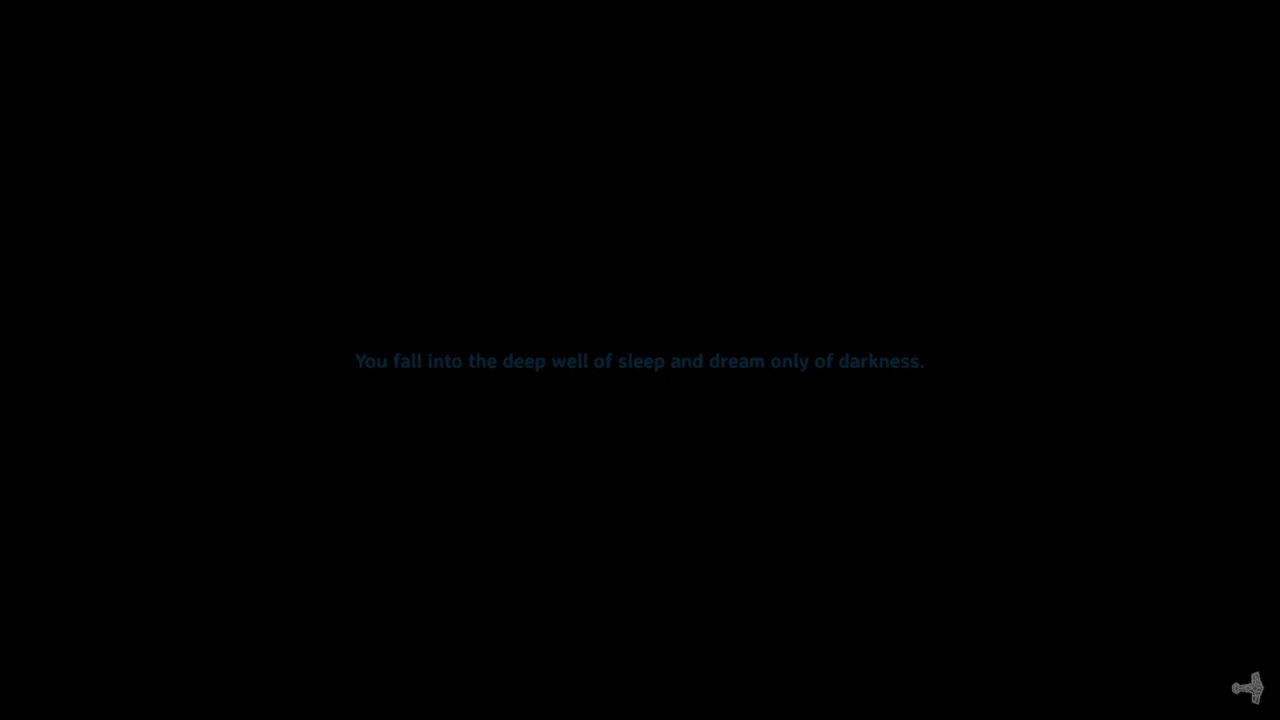 You fall into the deep well of sleep and dream only of darkness.